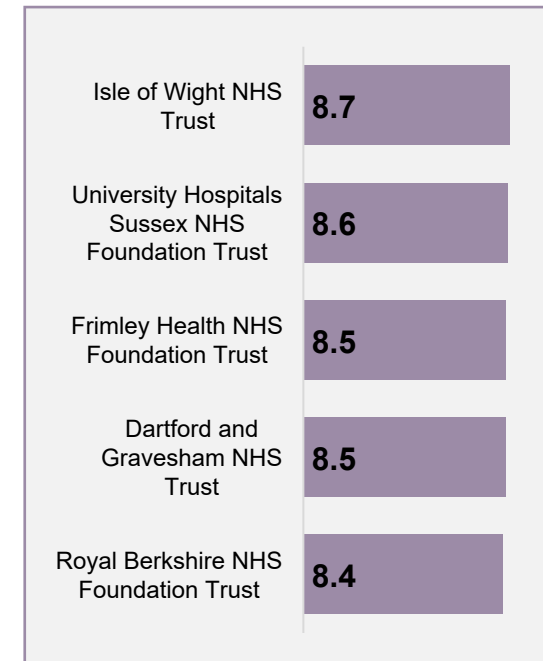 Isle of Wight NHS
Trust
8.7
University Hospitals
Sussex NHS
Foundation Trust
8.6
Frimley Health NHS
Foundation Trust
8.5
Dartford and
Gravesham NHS
Trust
8.5
Royal Berkshire NHS
Foundation Trust
8.4